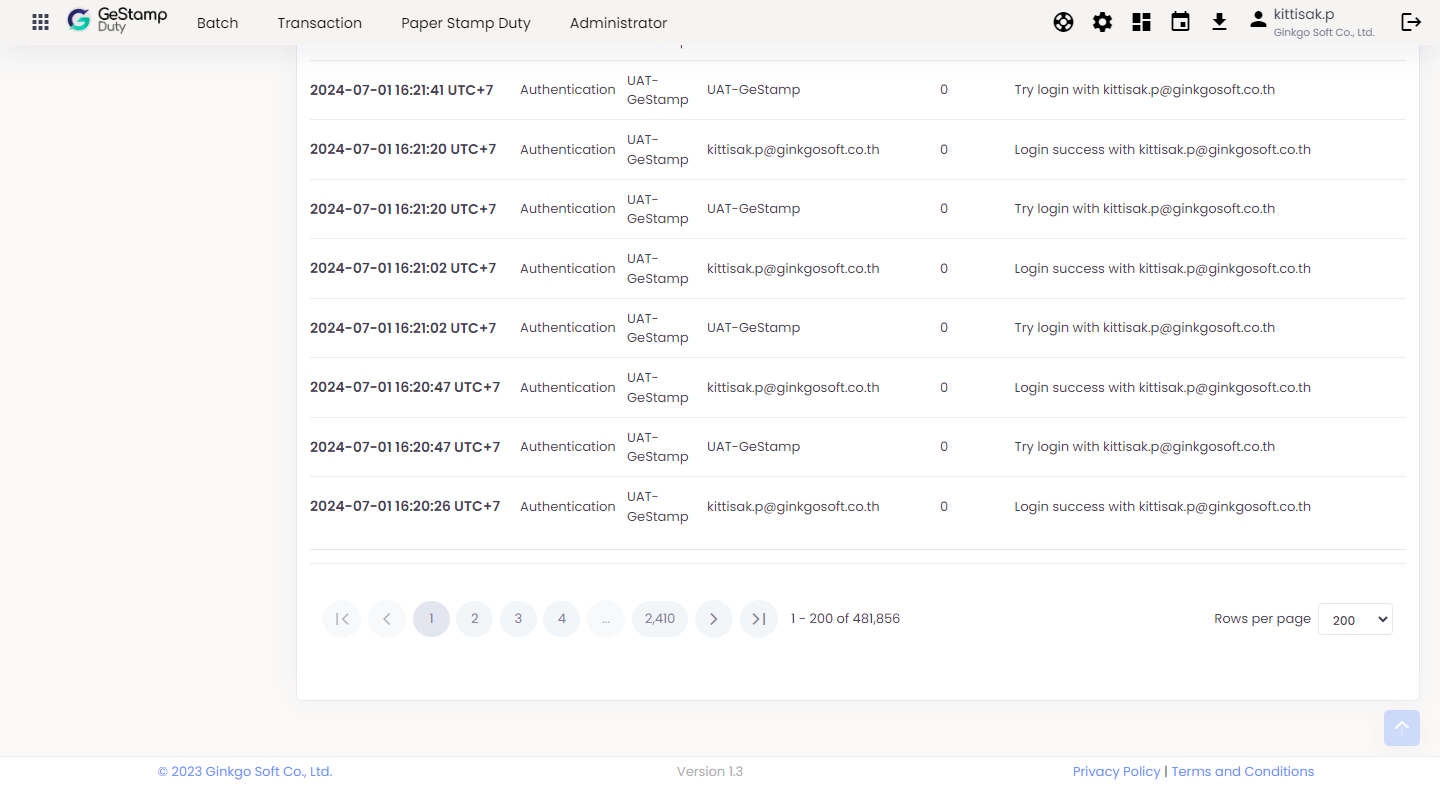 GeStamp
Duty
Batch
Transaction
Paper Stamp Duty
Administrator
kittisak.p
Ginkgo Soft Co., Ltd.
2024-07-01 16:21:41 UTC+7 Authentication UAT-GeStamp UAT-GeStamp 0 Try login with kittisak.p@ginkgosoft.co.th
2024-07-01 16:21:20 UTC+7 Authentication UAT-GeStamp kittisak.p@ginkgosoft.co.th 0 Login success with kittisak.p@ginkgosoft.co.th
2024-07-01 16:21:20 UTC+7 Authentication UAT-GeStamp UAT-GeStamp 0 Try login with kittisak.p@ginkgosoft.co.th
2024-07-01 16:21:02 UTC+7 Authentication UAT-GeStamp kittisak.p@ginkgosoft.co.th 0 Login success with kittisak.p@ginkgosoft.co.th
2024-07-01 16:21:02 UTC+7 Authentication UAT-GeStamp UAT-GeStamp 0 Try login with kittisak.p@ginkgosoft.co.th
2024-07-01 16:20:47 UTC+7 Authentication UAT-GeStamp kittisak.p@ginkgosoft.co.th 0 Login success with kittisak.p@ginkgosoft.co.th
2024-07-01 16:20:47 UTC+7 Authentication UAT-GeStamp UAT-GeStamp 0 Try login with kittisak.p@ginkgosoft.co.th
2024-07-01 16:20:26 UTC+7 Authentication UAT-GeStamp kittisak.p@ginkgosoft.co.th 0 Login success with kittisak.p@ginkgosoft.co.th
1 2 3 4 ... 2,410 1 - 200 of 481,856 Rows per page 200
© 2023 Ginkgo Soft Co., Ltd. Version 1.3 Privacy Policy | Terms and Conditions